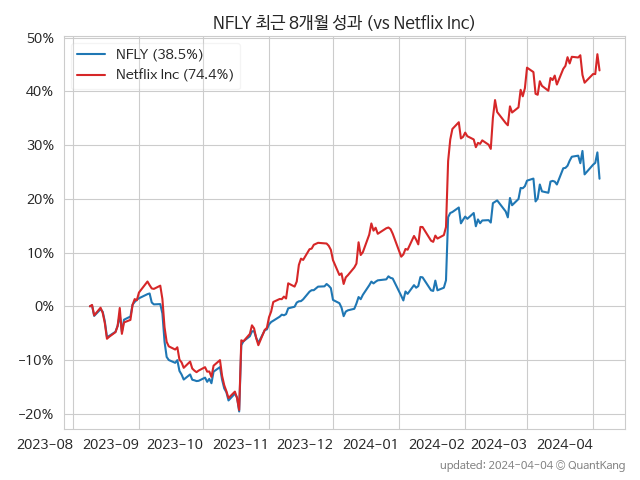 NFLY 최근 8개월 성과 (vs Netflix Inc)
50%
NFLY (38.5%)
Netflix Inc (74.4%)
40%
30%
20%
10%
0%
−10%
−20%
2023−08 2023−09 2023−10 2023−11 2023−12 2024−01 2024−02 2024−03 2024−04
updated: 2024−04−04 © QuantKang